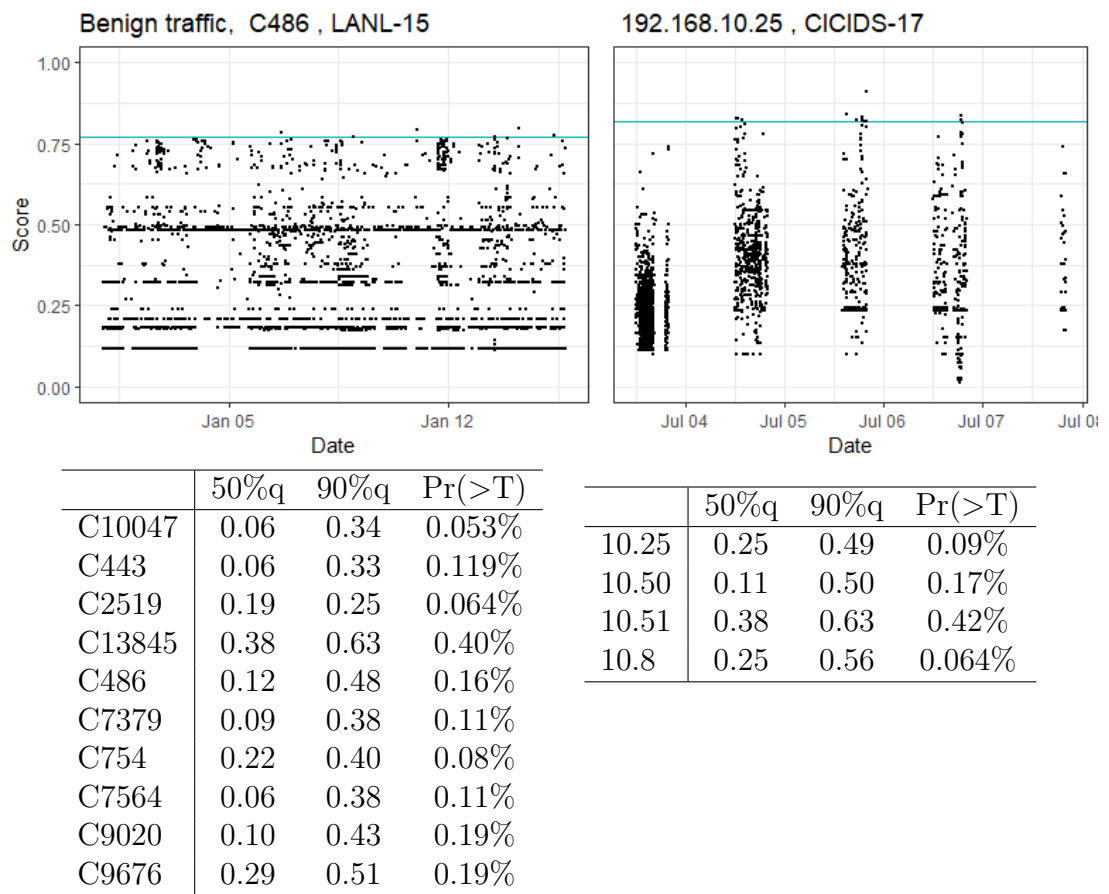 Benign traffic, C486 , LANL-15
1.00
0.75
0.50
0.25
0.00
Score
Jan 05 Jan 12
Date
192.168.10.25 , CICIDS-17
Jul 04 Jul 05 Jul 06 Jul 07 Jul 08
Date
50%q 90%q Pr(>T)
C10047 0.06 0.34 0.053%
C443 0.06 0.33 0.119%
C2519 0.19 0.25 0.064%
C13845 0.38 0.63 0.40%
C486 0.12 0.48 0.16%
C7379 0.09 0.38 0.11%
C754 0.22 0.40 0.08%
C7564 0.06 0.38 0.11%
C9020 0.10 0.43 0.19%
C9676 0.29 0.51 0.19%
50%q 90%q Pr(>T)
10.25 0.25 0.49 0.09%
10.50 0.11 0.50 0.17%
10.51 0.38 0.63 0.42%
10.8 0.25 0.56 0.064%